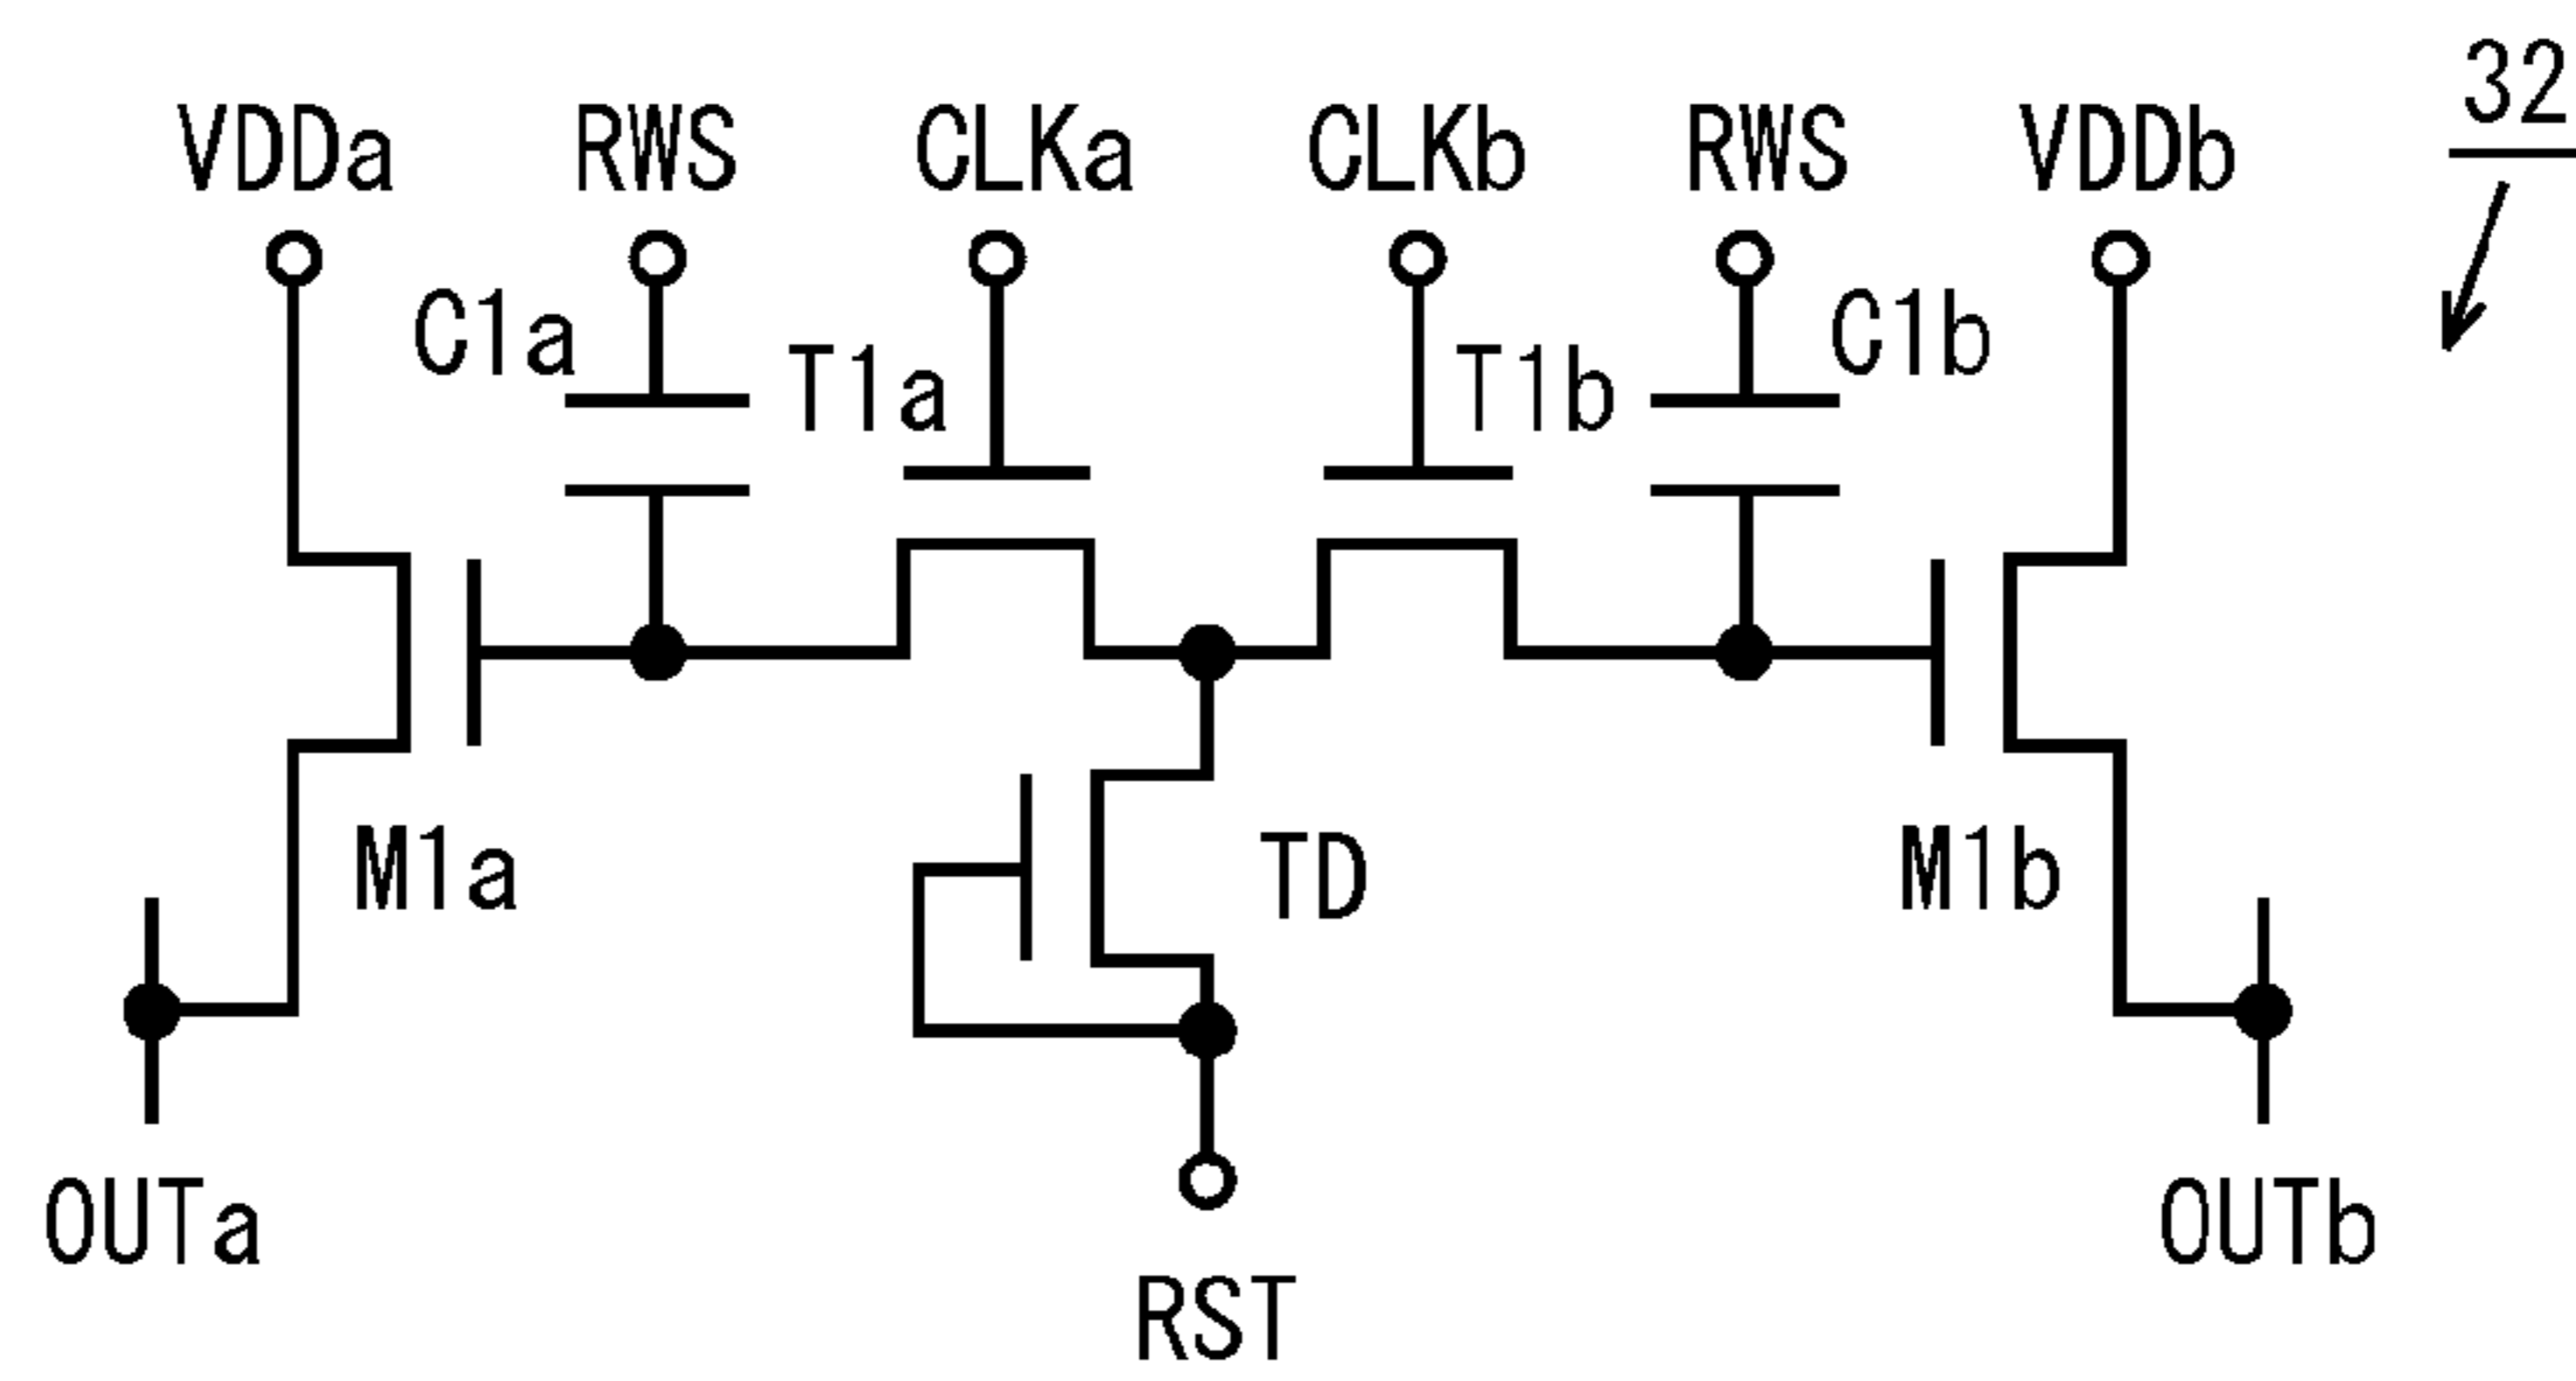 32
VDDa RWS CLKa CLKb RWS VDDb
C1a T1a T1b C1b
M1a TD M1b
OUTa OUTb
RST